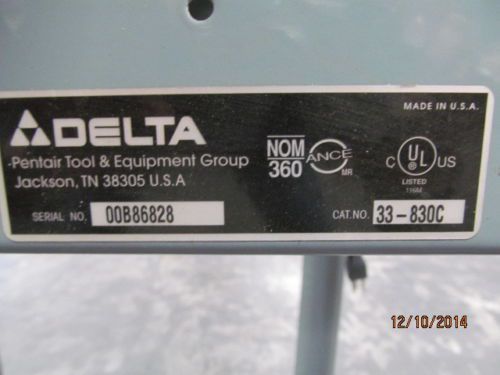 MADE IN U.S.A.
DELTA
-Pentair Tool & Equipment Group
Jackson, TN 38305 U.S.A
NOM
360
ANCE
MR
C UL US
LISTED
116M
SERIAL NO. 00B86828
CAT.NO. 33-830C
12/10/2014